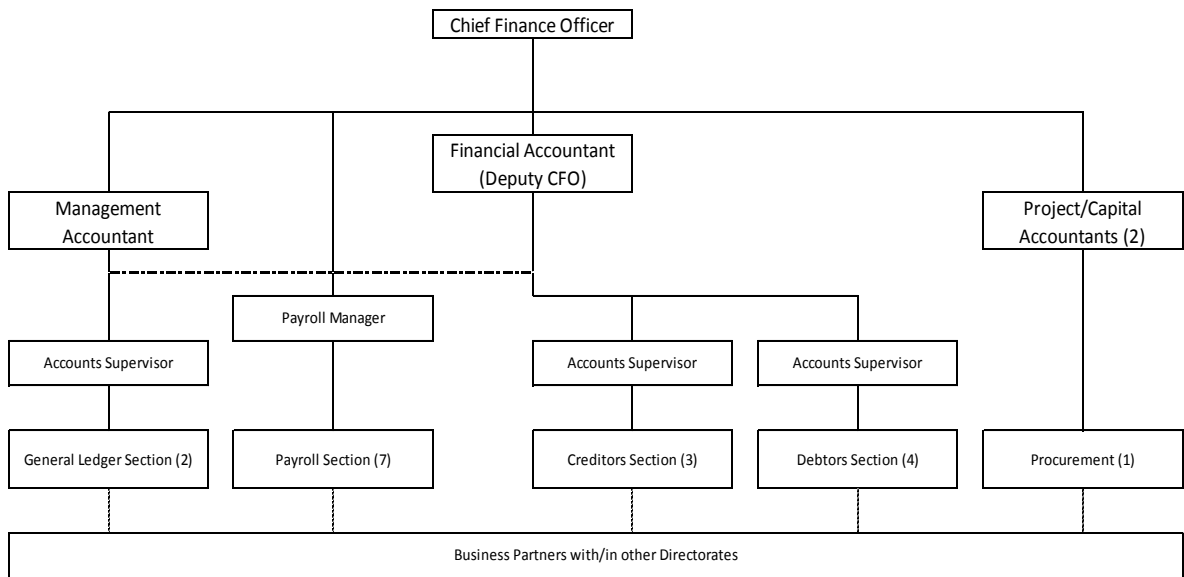 Chief Finance Officer
Financial Accountant
(Deputy CFO)
Management
Accountant
Project/Capital
Accountants (2)
Payroll Manager
Accounts Supervisor
Accounts Supervisor
Accounts Supervisor
General Ledger Section (2)
Payroll Section (7)
Creditors Section (3)
Debtors Section (4)
Procurement (1)
Business Partners with/in other Directorates